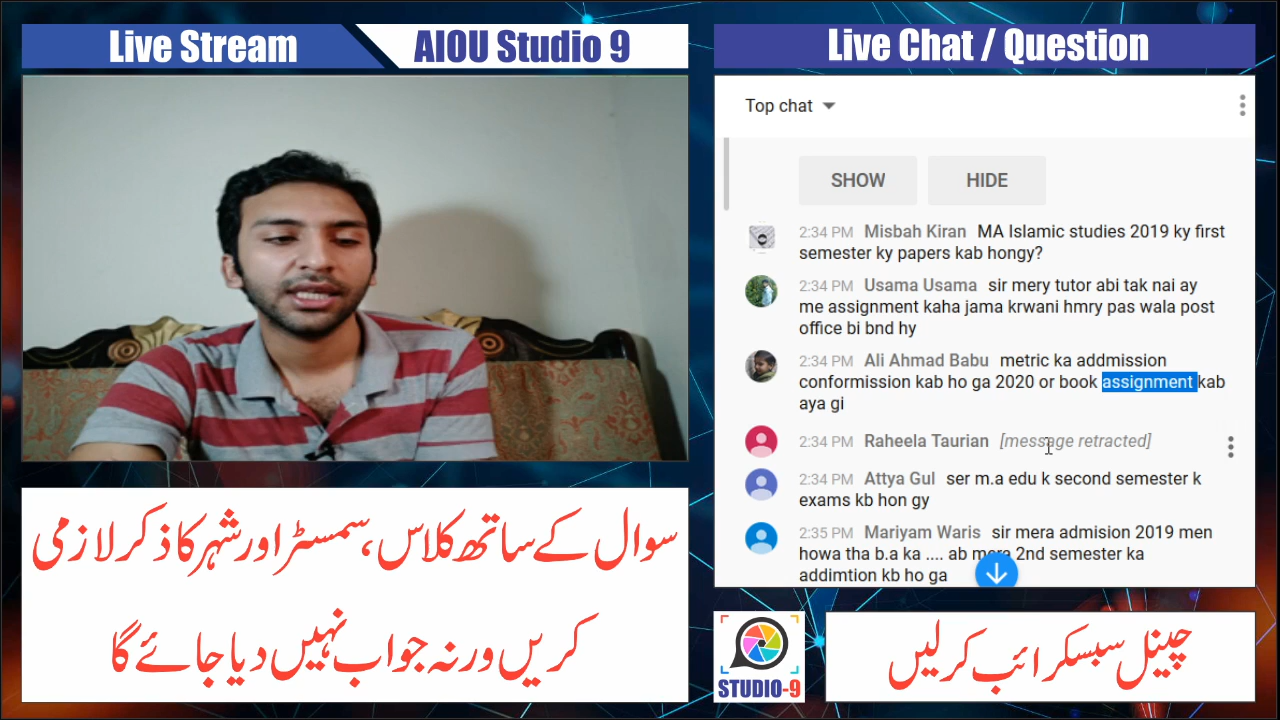 Live Stream
AIOU Studio 9
Live Chat / Question
Top chat
SHOW
HIDE
2:34 PM Misbah Kiran MA Islamic studies 2019 ky first
semester ky papers kab hongy?
2:34 PM Usama Usama sir mery tutor abi tak nai ay
me assignment kaha jama krwani hmry pas wala post
office bi bnd hy
2:34 PM Ali Ahmad Babu metric ka addmission
conformission kab ho ga 2020 or book assignment kab
aya gi
2:34 PM Raheela Taurian [message retracted]
2:34 PM Attya Gul ser m.a edu k second semester k
exams kb hon gy
2:35 PM Mariyam Waris sir mera admision 2019 men
howa tha b.a ka .... ab mera 2nd semester ka
addimtion kb ho ga
سوال کے ساتھ کلاس، سمسٹر اور شہر کا ذکر لازمی
کریں ورنہ جواب نہیں دیا جائے گا
STUDIO-9
چینل سبسکرائب کر لیں